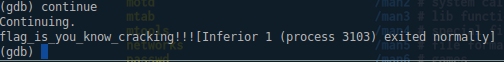 (gdb) continue
Continuing.
flag_is_you_know_cracking!!![Inferior 1 (process 3103) exited normally]
(gdb)